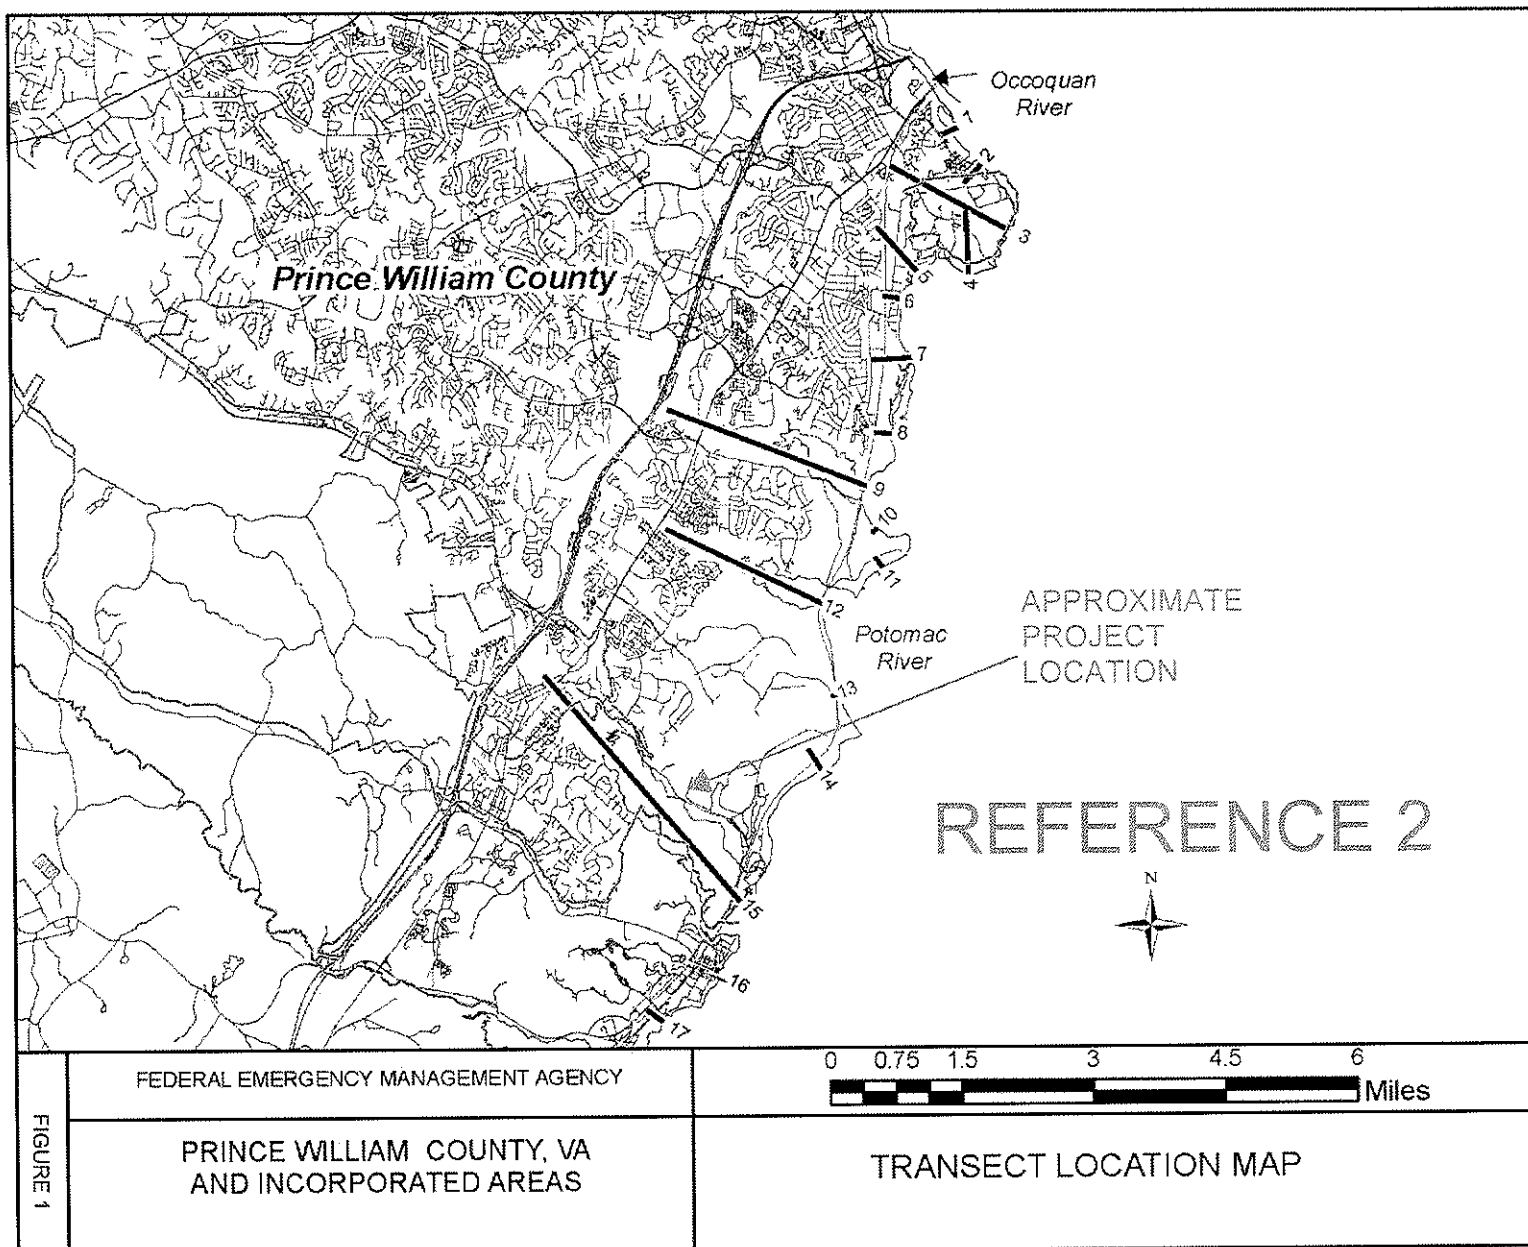 Occoquan
River
1
2
3
4
5
6
Prince William County
7
8
9
10
11
12
APPROXIMATE
PROJECT
LOCATION
Potomac
River
13
14
REFERENCE 2
N
15
16
17
0 0.75 1.5 3 4.5 6
Miles
FEDERAL EMERGENCY MANAGEMENT AGENCY
FIGURE 1
PRINCE WILLIAM COUNTY, VA
AND INCORPORATED AREAS
TRANSECT LOCATION MAP